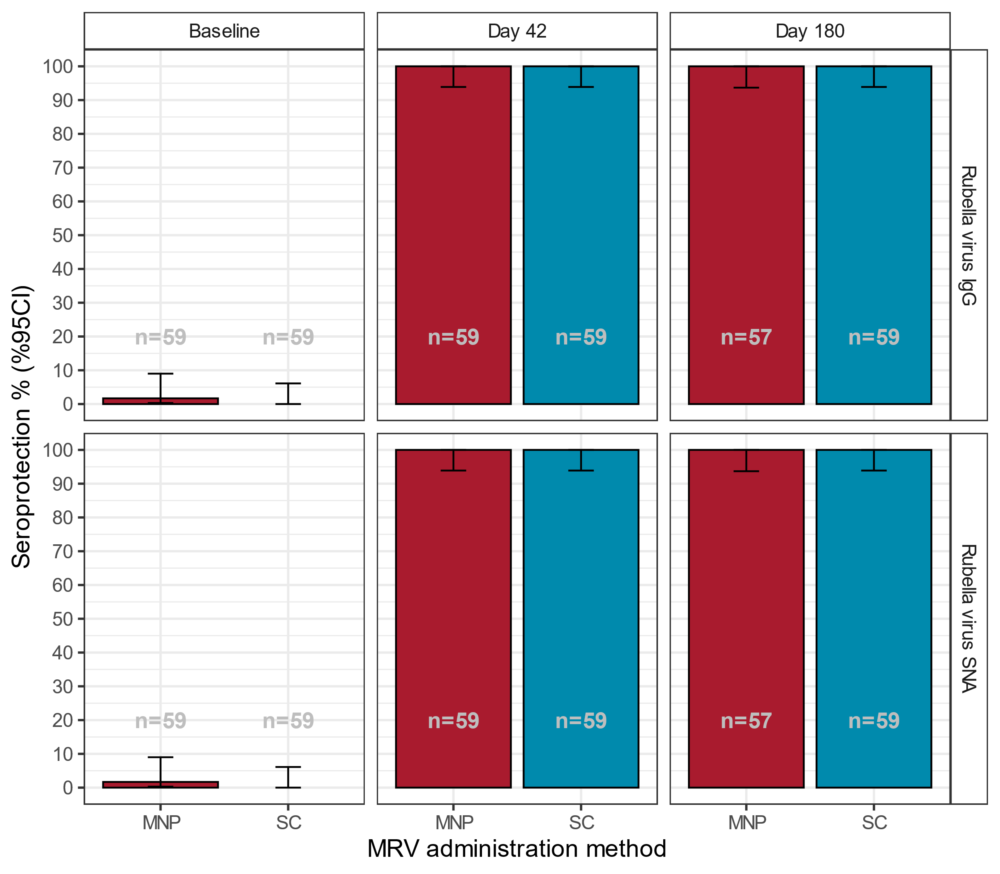 Baseline
Day 42
Day 180
Seroprotection % (%95CI)
100
90
80
70
60
50
40
30
20
10
0
n=59
n=59
n=59
n=59
n=57
n=59
Rubella virus IgG
100
90
80
70
60
50
40
30
20
10
0
n=59
n=59
n=59
n=59
n=57
n=59
Rubella virus SNA
MNP
SC
MNP
SC
MNP
SC
MRV administration method